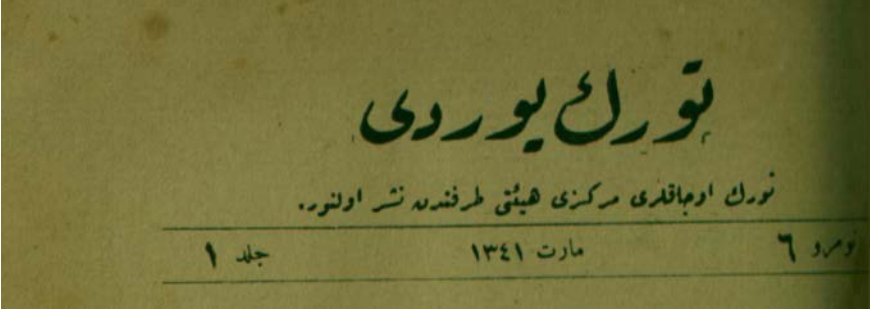 تورك يوردى
تورك اوجاقلرى مركزى هيئتى طرفندن نشر اولنور.
نومرو ٦ مارت ١٣٤١ جلد ١